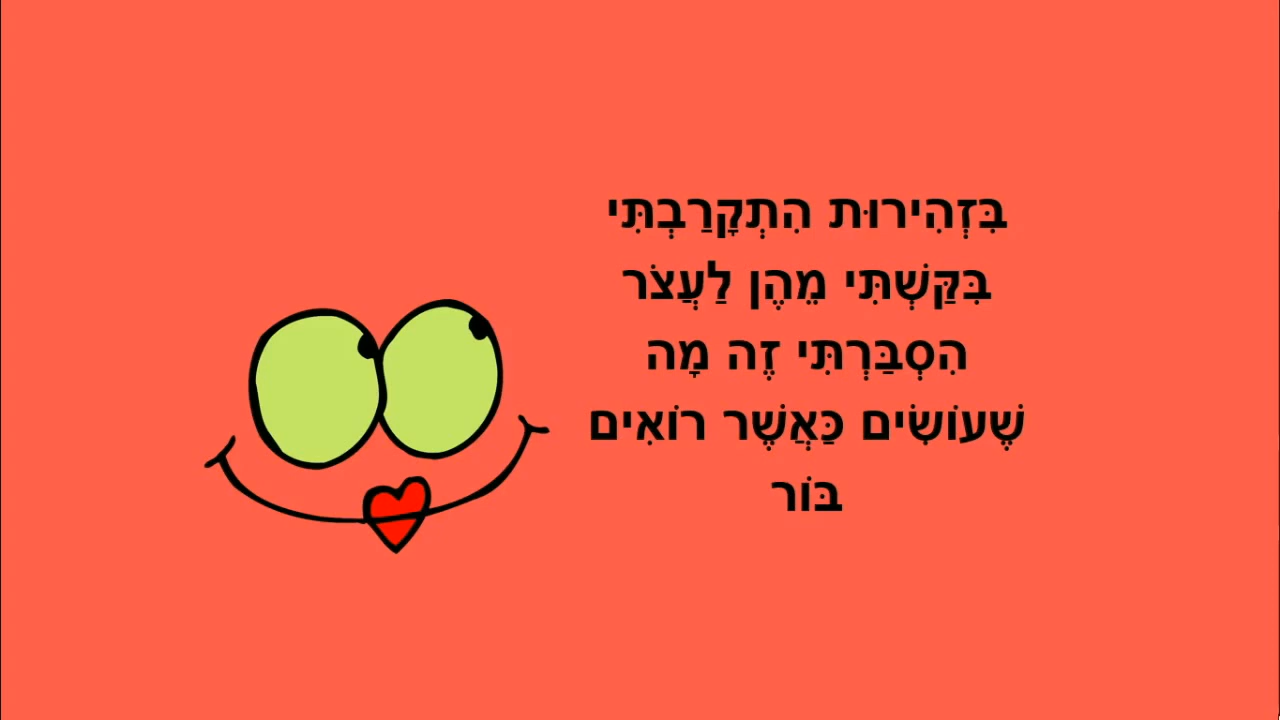 בִּזְהִירוּת הִתְקָרַבְתִּי
בִּקַּשְׁתִּי מֵהֶן לַעֲצֹר
הִסְבַּרְתִּי זֶה מָה
שֶׁעוֹשִׂים כַּאֲשֶׁר רוֹאִים
בּוֹר